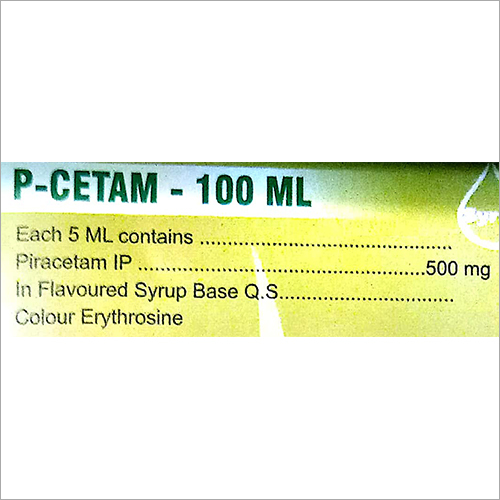 P-CETAM - 100 ML
Each 5 ML contains ........................................
Piracetam IP ..............................................500 mg
In Flavoured Syrup Base Q.S............................
Colour Erythrosine